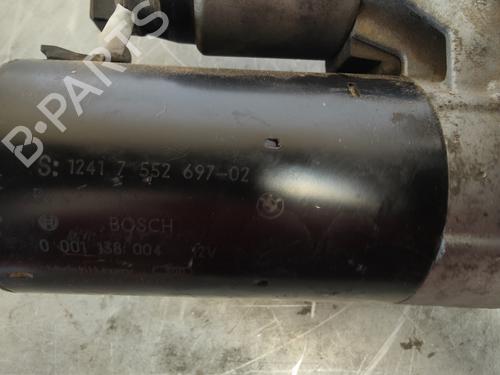 B-PARTS
S: 1241 7 552 697-02
BOSCH
0 001 138 004 12V